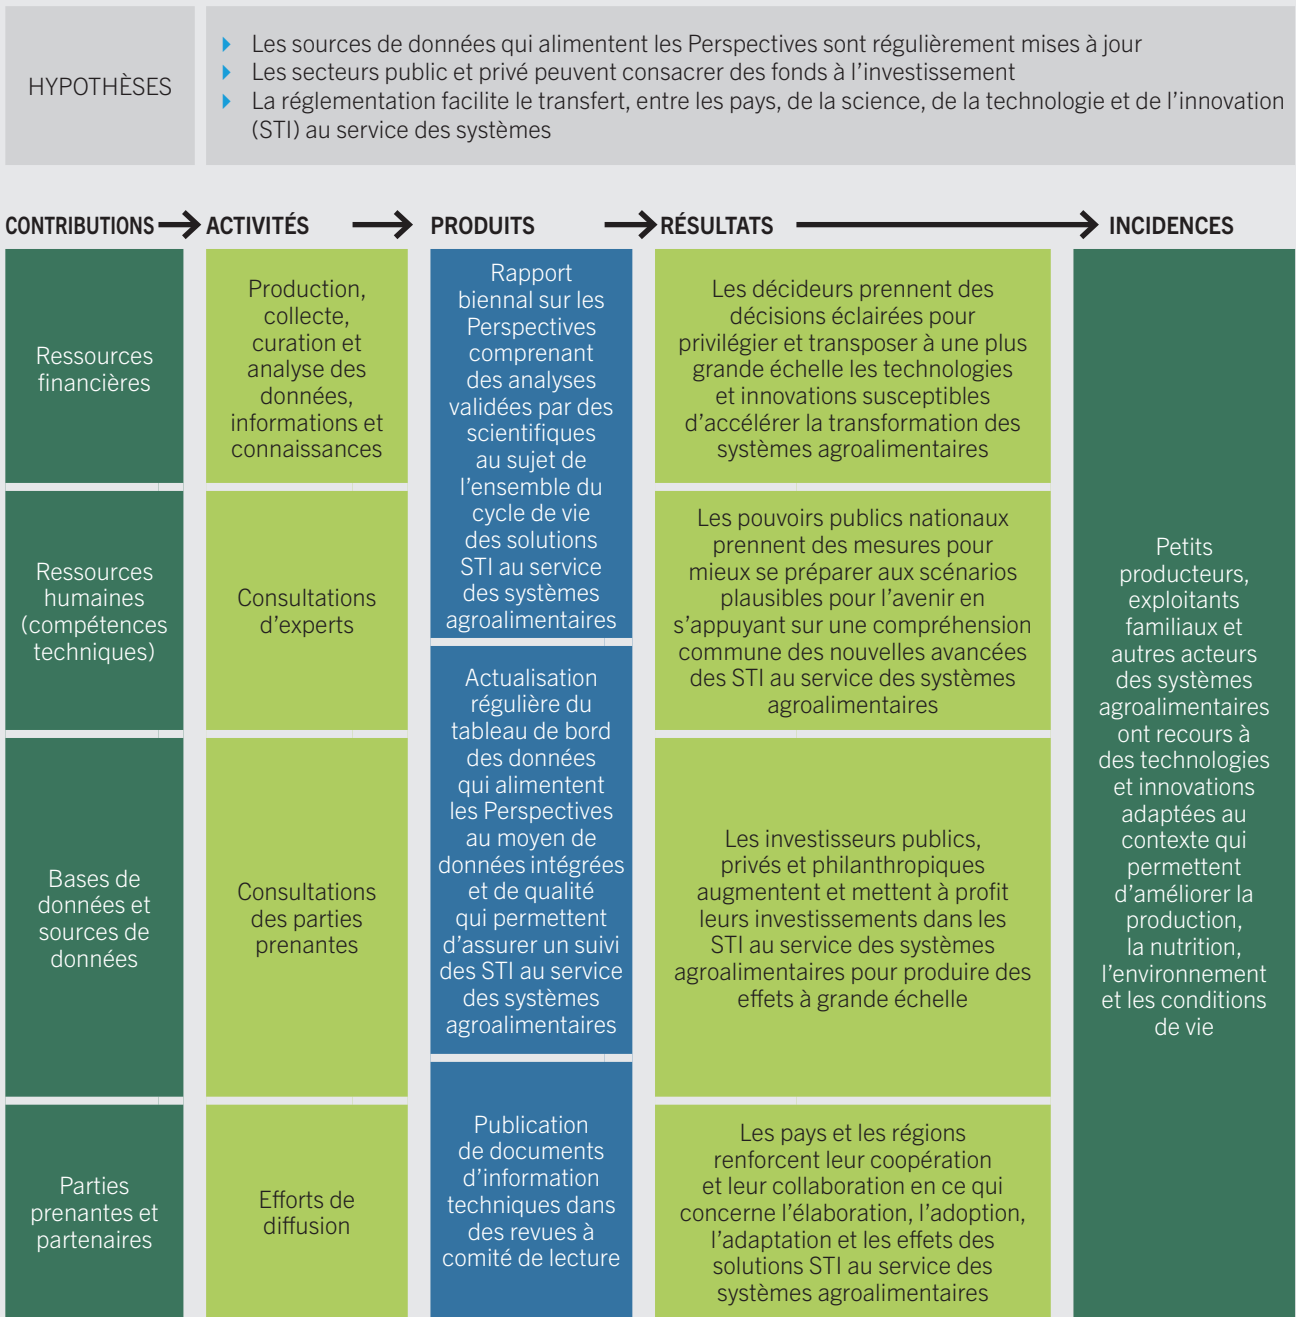 HYPOTHÈSES
Les sources de données qui alimentent les Perspectives sont régulièrement mises à jour
Les secteurs public et privé peuvent consacrer des fonds à l’investissement
La réglementation facilite le transfert, entre les pays, de la science, de la technologie et de l’innovation
(STI) au service des systèmes
CONTRIBUTIONS
ACTIVITÉS
PRODUITS
RÉSULTATS
INCIDENCES
Ressources
financières
Ressources
humaines
(compétences
techniques)
Bases de
données et
sources de
données
Parties
prenantes et
partenaires
Production,
collecte,
curation et
analyse des
données,
informations et
connaissances
Consultations
d’experts
Consultations
des parties
prenantes
Efforts de
diffusion
Rapport
biennal sur les
Perspectives
comprenant
des analyses
validées par des
scientifiques
au sujet de
l’ensemble du
cycle de vie
des solutions
STI au service
des systèmes
agroalimentaires
Actualisation
régulière du
tableau de bord
des données
qui alimentent
les Perspectives
au moyen de
données intégrées
et de qualité
qui permettent
d’assurer un suivi
des STI au service
des systèmes
agroalimentaires
Publication
de documents
d’information
techniques dans
des revues à
comité de lecture
Les décideurs prennent des
décisions éclairées pour
privilégier et transposer à une plus
grande échelle les technologies
et innovations susceptibles
d’accélérer la transformation des
systèmes agroalimentaires
Les pouvoirs publics nationaux
prennent des mesures pour
mieux se préparer aux scénarios
plausibles pour l’avenir en
s’appuyant sur une compréhension
commune des nouvelles avancées
des STI au service des systèmes
agroalimentaires
Les investisseurs publics,
privés et philanthropiques
augmentent et mettent à profit
leurs investissements dans les
STI au service des systèmes
agroalimentaires pour produire des
effets à grande échelle
Les pays et les régions
renforcent leur coopération
et leur collaboration en ce qui
concerne l’élaboration, l’adoption,
l’adaptation et les effets des
solutions STI au service des
systèmes agroalimentaires
Petits
producteurs,
exploitants
familiaux et
autres acteurs
des systèmes
agroalimentaires
ont recours à
des technologies
et innovations
adaptées au
contexte qui
permettent
d’améliorer la
production,
la nutrition,
l’environnement
et les conditions
de vie